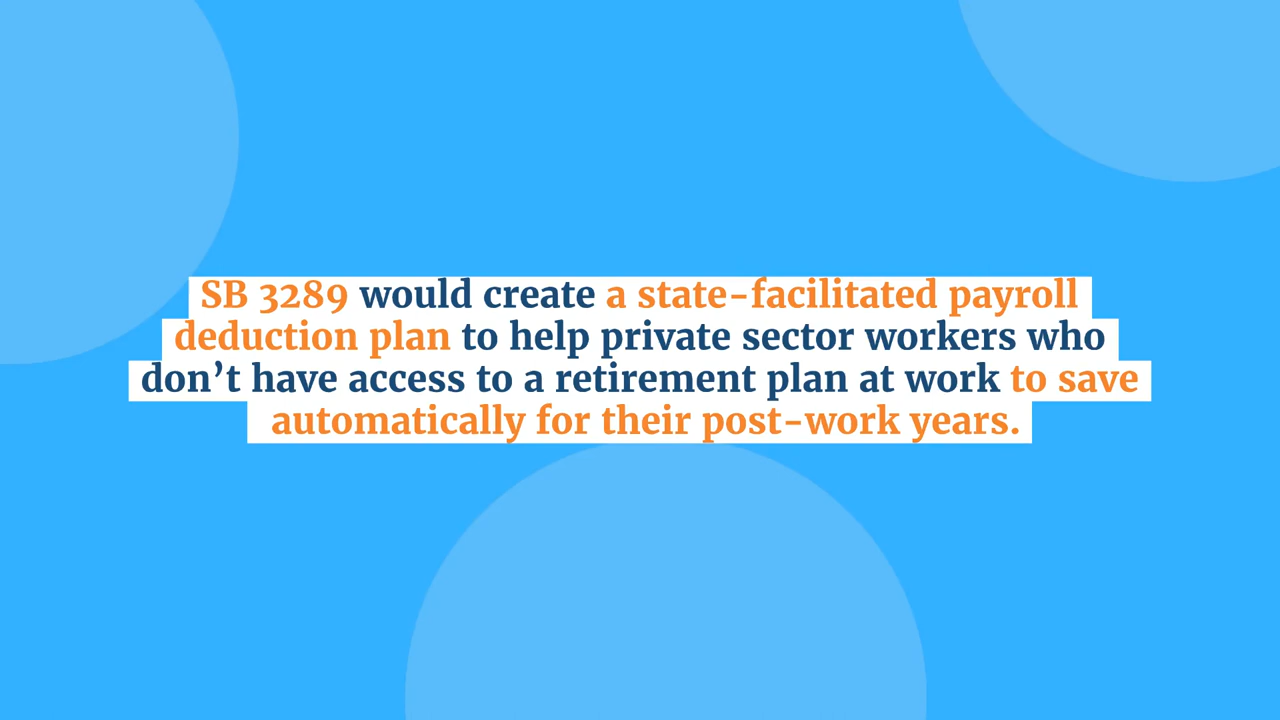 SB 3289 would create a state-facilitated payroll
deduction plan to help private sector workers who
don’t have access to a retirement plan at work to save
automatically for their post-work years.